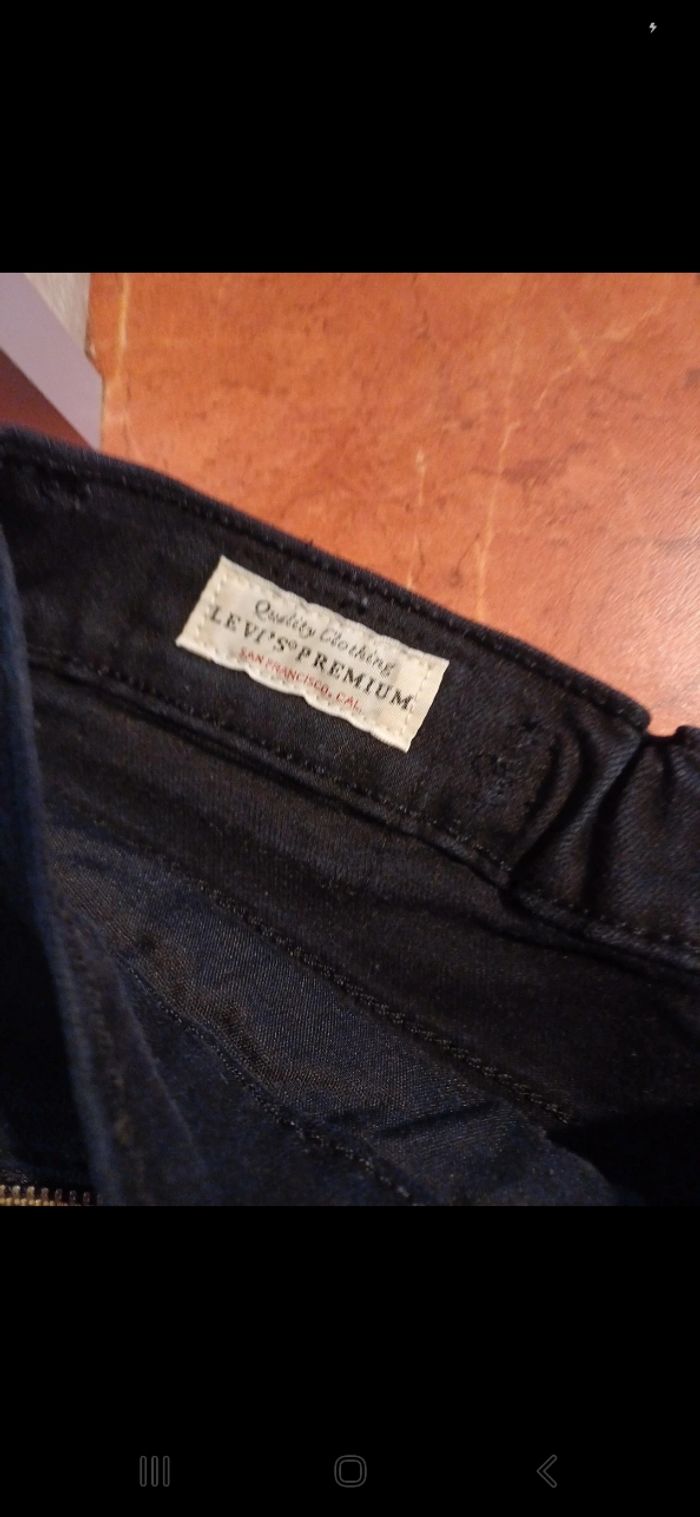 Quality Clothing
LEVI'S® PREMIUM
SAN FRANCISCO, CAL.